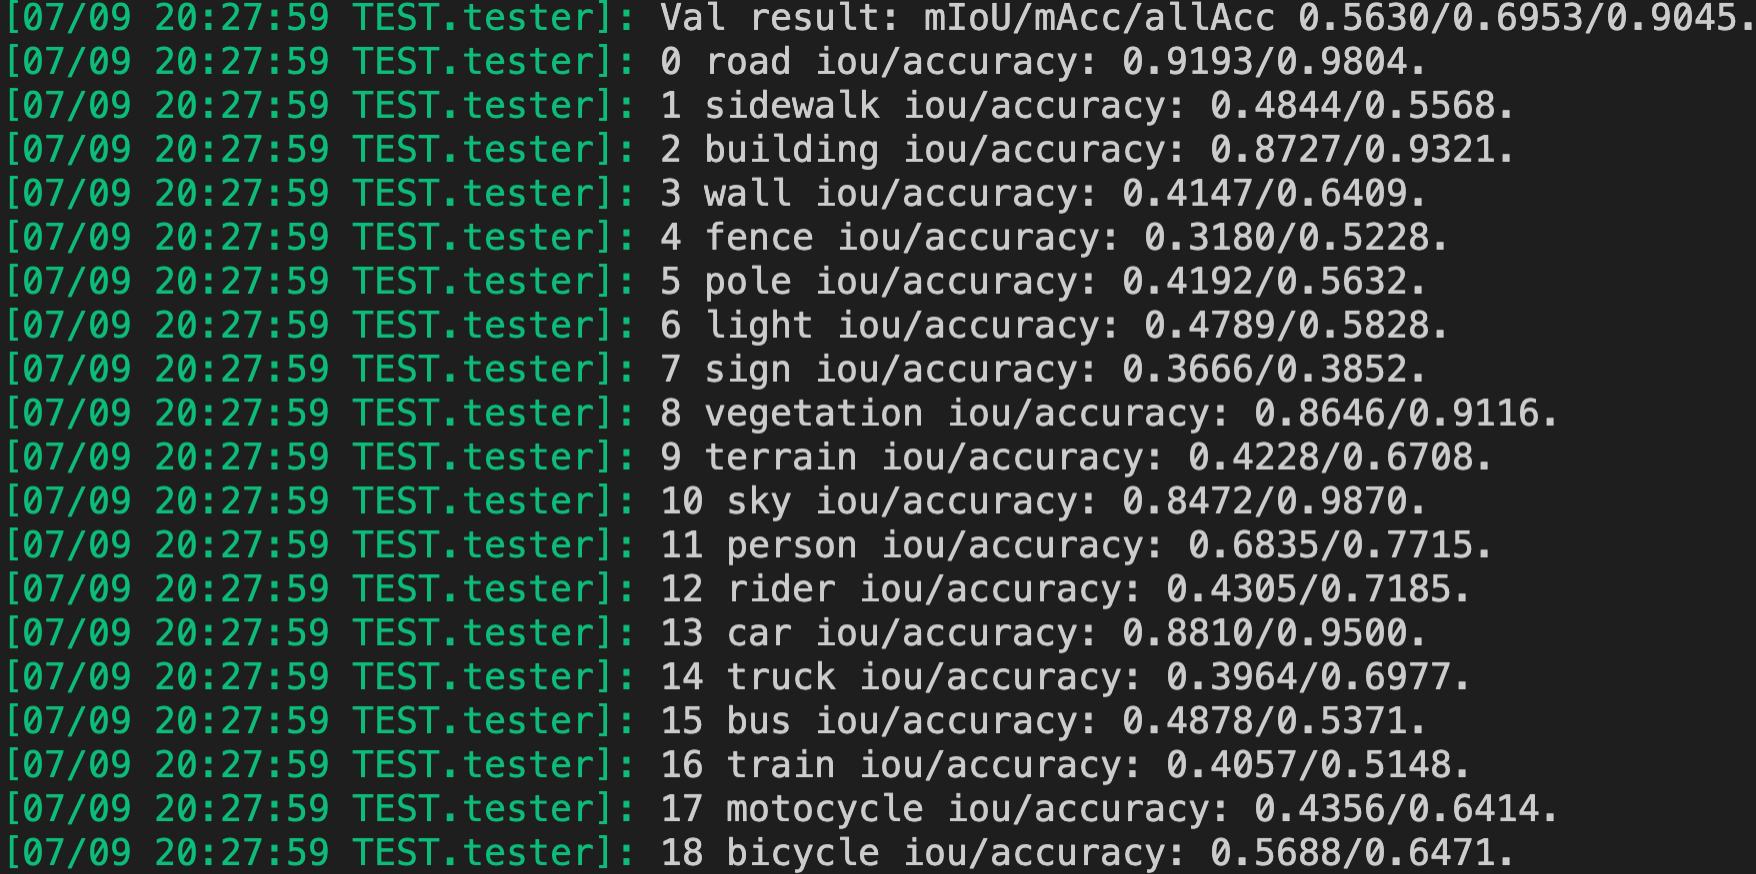 [07/09 20:27:59 TEST.tester]: Val result: mIoU/mAcc/allAcc 0.5630/0.6953/0.9045.
[07/09 20:27:59 TEST.tester]: 0 road iou/accuracy: 0.9193/0.9804.
[07/09 20:27:59 TEST.tester]: 1 sidewalk iou/accuracy: 0.4844/0.5568.
[07/09 20:27:59 TEST.tester]: 2 building iou/accuracy: 0.8727/0.9321.
[07/09 20:27:59 TEST.tester]: 3 wall iou/accuracy: 0.4147/0.6409.
[07/09 20:27:59 TEST.tester]: 4 fence iou/accuracy: 0.3180/0.5228.
[07/09 20:27:59 TEST.tester]: 5 pole iou/accuracy: 0.4192/0.5632.
[07/09 20:27:59 TEST.tester]: 6 light iou/accuracy: 0.4789/0.5828.
[07/09 20:27:59 TEST.tester]: 7 sign iou/accuracy: 0.3666/0.3852.
[07/09 20:27:59 TEST.tester]: 8 vegetation iou/accuracy: 0.8646/0.9116.
[07/09 20:27:59 TEST.tester]: 9 terrain iou/accuracy: 0.4228/0.6708.
[07/09 20:27:59 TEST.tester]: 10 sky iou/accuracy: 0.8472/0.9870.
[07/09 20:27:59 TEST.tester]: 11 person iou/accuracy: 0.6835/0.7715.
[07/09 20:27:59 TEST.tester]: 12 rider iou/accuracy: 0.4305/0.7185.
[07/09 20:27:59 TEST.tester]: 13 car iou/accuracy: 0.8810/0.9500.
[07/09 20:27:59 TEST.tester]: 14 truck iou/accuracy: 0.3964/0.6977.
[07/09 20:27:59 TEST.tester]: 15 bus iou/accuracy: 0.4878/0.5371.
[07/09 20:27:59 TEST.tester]: 16 train iou/accuracy: 0.4057/0.5148.
[07/09 20:27:59 TEST.tester]: 17 motocycle iou/accuracy: 0.4356/0.6414.
[07/09 20:27:59 TEST.tester]: 18 bicycle iou/accuracy: 0.5688/0.6471.